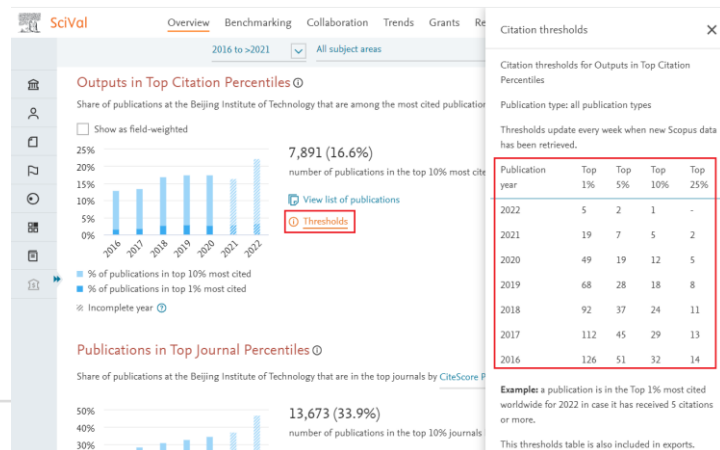 SciVal
Overview Benchmarking Collaboration Trends Grants Re
2016 to >2021 All subject areas
Outputs in Top Citation Percentiles
Share of publications at the Beijing Institute of Technology that are among the most cited publication
Show as field-weighted
25%
20%
15%
10%
5%
0%
2016 2017 2018 2019 2020 2021 2022
% of publications in top 10% most cited
% of publications in top 1% most cited
Incomplete year
7,891 (16.6%)
number of publications in the top 10% most cite
View list of publications
Thresholds
Publications in Top Journal Percentiles
Share of publications at the Beijing Institute of Technology that are in the top journals by CiteScore P
50%
40%
30%
13,673 (33.9%)
number of publications in the top 10% journals
Citation thresholds
Citation thresholds for Outputs in Top Citation
Percentiles
Publication type: all publication types
Thresholds update every week when new Scopus data
has been retrieved.
Publication year Top 1% Top 5% Top 10% Top 25%
2022 5 2 1 -
2021 19 7 5 2
2020 49 19 12 5
2019 68 28 18 8
2018 92 37 24 11
2017 112 45 29 13
2016 126 51 32 14
Example: a publication is in the Top 1% most cited
worldwide for 2022 in case it has received 5 citations
or more.
This thresholds table is also included in exports.